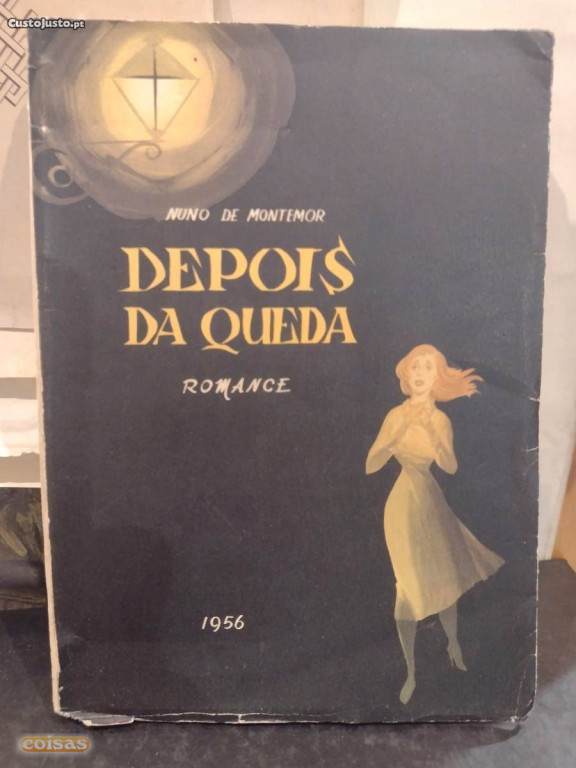 CustoJusto.pt
NUNO DE MONTEMOR
DEPOIS
DA QUEDA
ROMANCE
1956
coisas